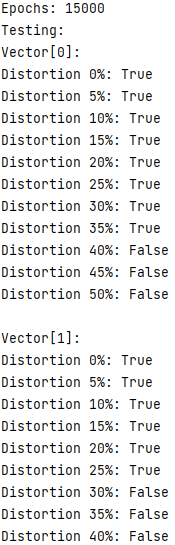 Epochs: 15000
Testing:
Vector[0]:
Distortion 0%: True
Distortion 5%: True
Distortion 10%: True
Distortion 15%: True
Distortion 20%: True
Distortion 25%: True
Distortion 30%: True
Distortion 35%: True
Distortion 40%: False
Distortion 45%: False
Distortion 50%: False

Vector[1]:
Distortion 0%: True
Distortion 5%: True
Distortion 10%: True
Distortion 15%: True
Distortion 20%: True
Distortion 25%: True
Distortion 30%: False
Distortion 35%: False
Distortion 40%: False